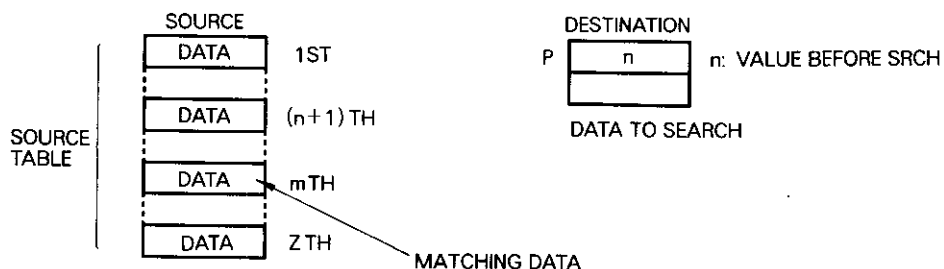 SOURCE
DATA 1ST
DATA (n+1) TH
SOURCE
TABLE
DATA mTH
DATA Z TH
MATCHING DATA
DESTINATION
P n n: VALUE BEFORE SRCH
DATA TO SEARCH